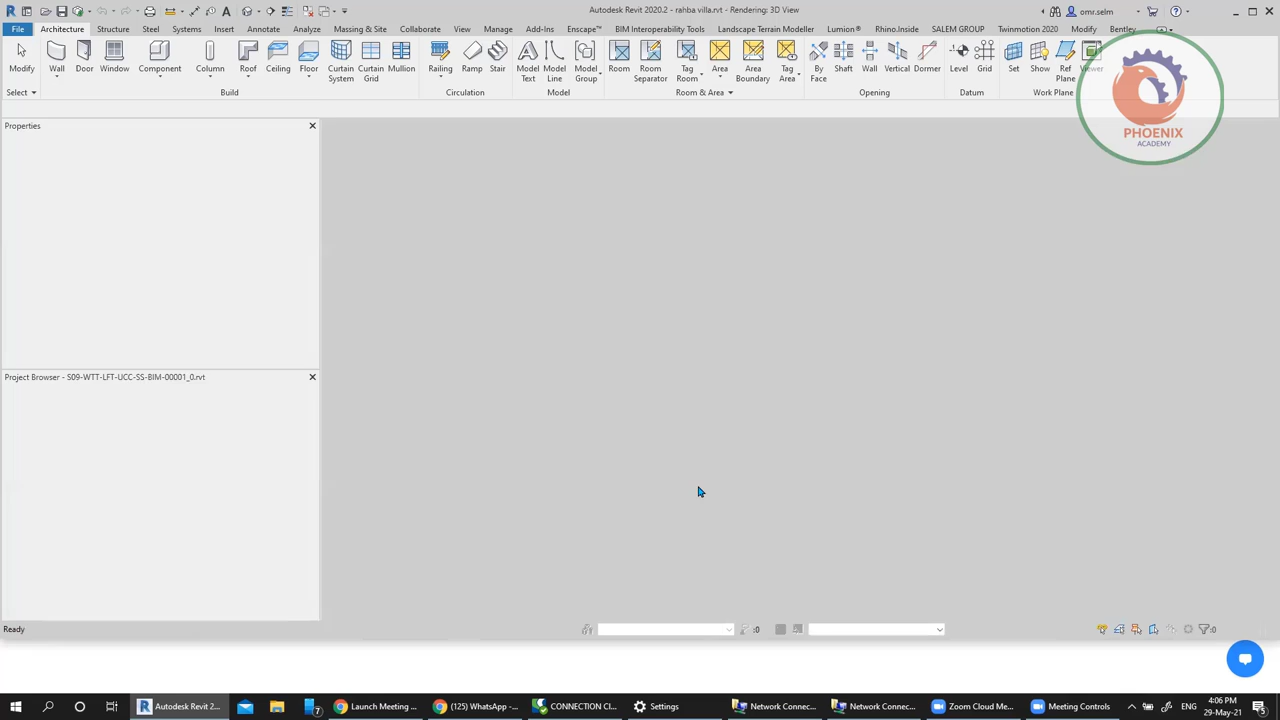 Autodesk Revit 2020.2 - rahba villa.rvt - Rendering: 3D View
omr.selm
File Architecture Structure Steel Systems Insert Annotate Analyze Massing & Site Collaborate View Manage Add-Ins Enscape™ BIM Interoperability Tools Landscape Terrain Modeller Lumion® Rhino.Inside SALEM GROUP Twinmotion 2020 Modify Bentley
Modify Wall Door Window Component Column Roof Ceiling Floor Curtain System Curtain Grid Mullion Railing Ramp Stair Model Text Model Line Model Group Room Room Separator Tag Room Area Area Boundary Tag Area By Face Shaft Wall Vertical Dormer Level Grid Set Show Ref Plane Viewer
Select Build Circulation Model Room & Area Opening Datum Work Plane
PHOENIX
ACADEMY
Properties
Project Browser - S09-WTT-LFT-UCC-SS-BIM-00001_0.rvt
Ready :0 :0
Autodesk Revit 2... 7 Launch Meeting ... (125) WhatsApp -... CONNECTION Cl... Settings Network Connec... Network Connec... Zoom Cloud Me... Meeting Controls ENG 4:06 PM
29-May-21